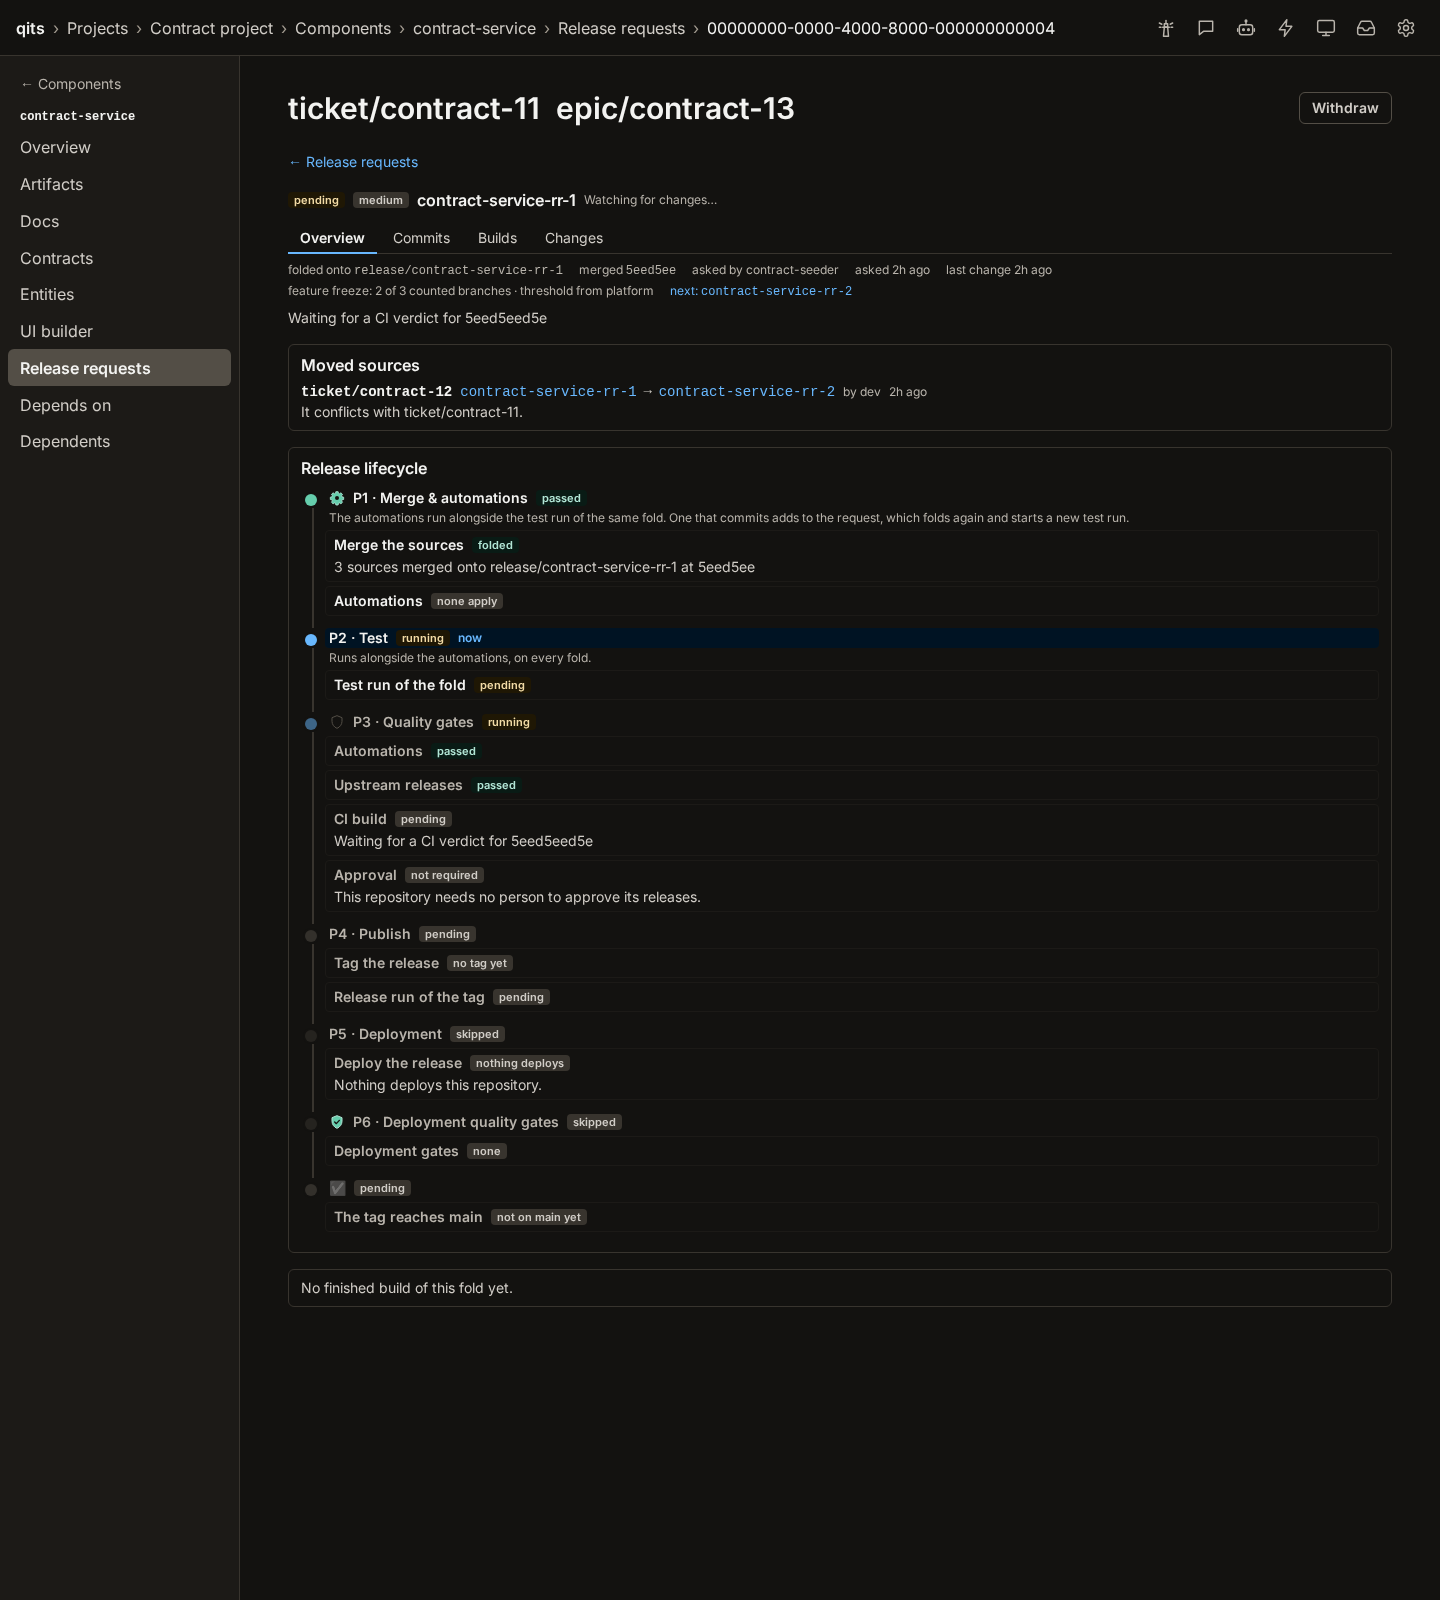 qits › Projects › Contract project › Components › contract-service › Release requests › 00000000-0000-4000-8000-000000000004
← Components
contract-service
Overview
Artifacts
Docs
Contracts
Entities
UI builder
Release requests
Depends on
Dependents
ticket/contract-11 epic/contract-13
Withdraw
← Release requests
pending medium contract-service-rr-1 Watching for changes…
Overview Commits Builds Changes
folded onto release/contract-service-rr-1 merged 5eed5ee asked by contract-seeder asked 2h ago last change 2h ago
feature freeze: 2 of 3 counted branches · threshold from platform next: contract-service-rr-2
Waiting for a CI verdict for 5eed5eed5e
Moved sources
ticket/contract-12 contract-service-rr-1 → contract-service-rr-2 by dev 2h ago
It conflicts with ticket/contract-11.
Release lifecycle
P1 · Merge & automations passed
The automations run alongside the test run of the same fold. One that commits adds to the request, which folds again and starts a new test run.
Merge the sources folded
3 sources merged onto release/contract-service-rr-1 at 5eed5ee
Automations none apply
P2 · Test running now
Runs alongside the automations, on every fold.
Test run of the fold pending
P3 · Quality gates running
Automations passed
Upstream releases passed
CI build pending
Waiting for a CI verdict for 5eed5eed5e
Approval not required
This repository needs no person to approve its releases.
P4 · Publish pending
Tag the release no tag yet
Release run of the tag pending
P5 · Deployment skipped
Deploy the release nothing deploys
Nothing deploys this repository.
P6 · Deployment quality gates skipped
Deployment gates none
pending
The tag reaches main not on main yet
No finished build of this fold yet.